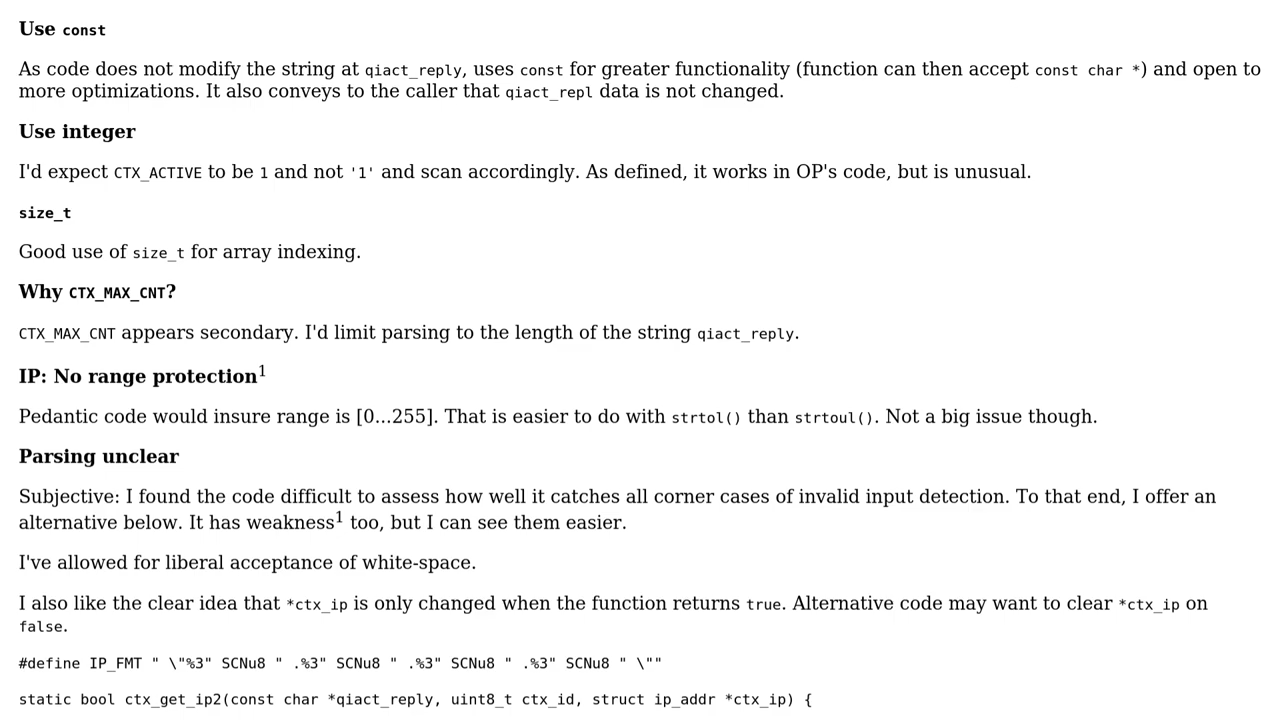 Use const
As code does not modify the string at qiact_reply, uses const for greater functionality (function can then accept const char *) and open to
more optimizations. It also conveys to the caller that qiact_repl data is not changed.
Use integer
I'd expect CTX_ACTIVE to be 1 and not '1' and scan accordingly. As defined, it works in OP's code, but is unusual.
size_t
Good use of size_t for array indexing.
Why CTX_MAX_CNT?
CTX_MAX_CNT appears secondary. I'd limit parsing to the length of the string qiact_reply.
IP: No range protection1
Pedantic code would insure range is [0...255]. That is easier to do with strtol() than strtoul(). Not a big issue though.
Parsing unclear
Subjective: I found the code difficult to assess how well it catches all corner cases of invalid input detection. To that end, I offer an
alternative below. It has weakness1 too, but I can see them easier.
I've allowed for liberal acceptance of white-space.
I also like the clear idea that *ctx_ip is only changed when the function returns true. Alternative code may want to clear *ctx_ip on
false.
#define IP_FMT " \"%3" SCNu8 " .%3" SCNu8 " .%3" SCNu8 " .%3" SCNu8 " \""
static bool ctx_get_ip2(const char *qiact_reply, uint8_t ctx_id, struct ip_addr *ctx_ip) {